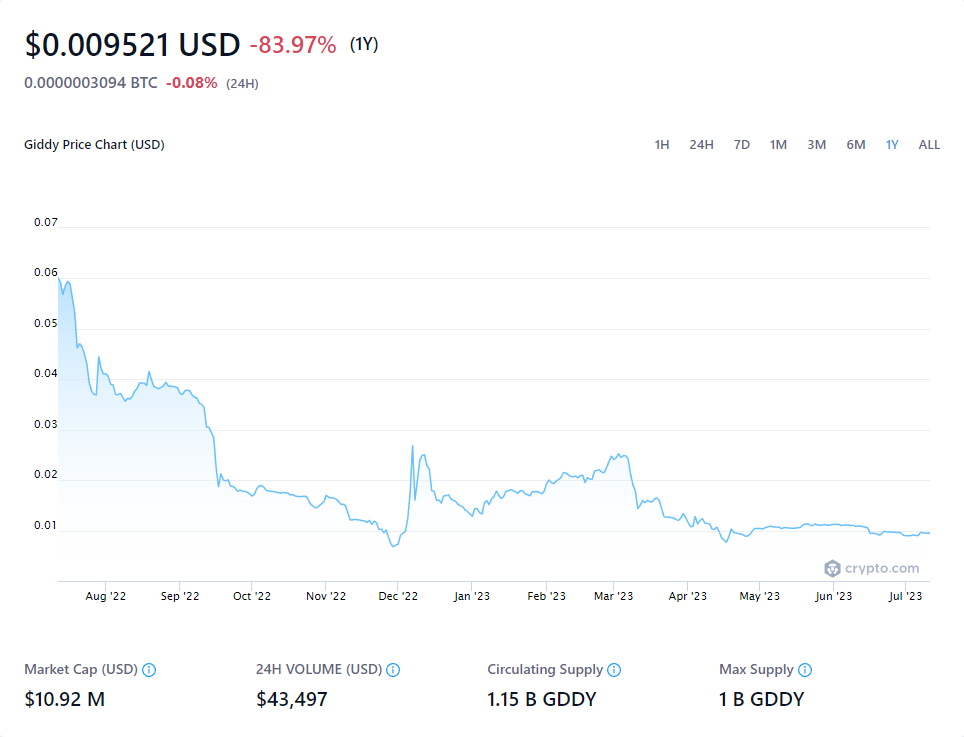 $0.009521 USD -83.97% (1Y)
0.0000003094 BTC -0.08% (24H)
Giddy Price Chart (USD) 1H 24H 7D 1M 3M 6M 1Y ALL
0.07
0.06
0.05
0.04
0.03
0.02
0.01
crypto.com
Aug '22 Sep '22 Oct '22 Nov '22 Dec '22 Jan '23 Feb '23 Mar '23 Apr '23 May '23 Jun '23 Jul '23
Market Cap (USD) 24H VOLUME (USD) Circulating Supply Max Supply
$10.92 M $43,497 1.15 B GDDY 1 B GDDY